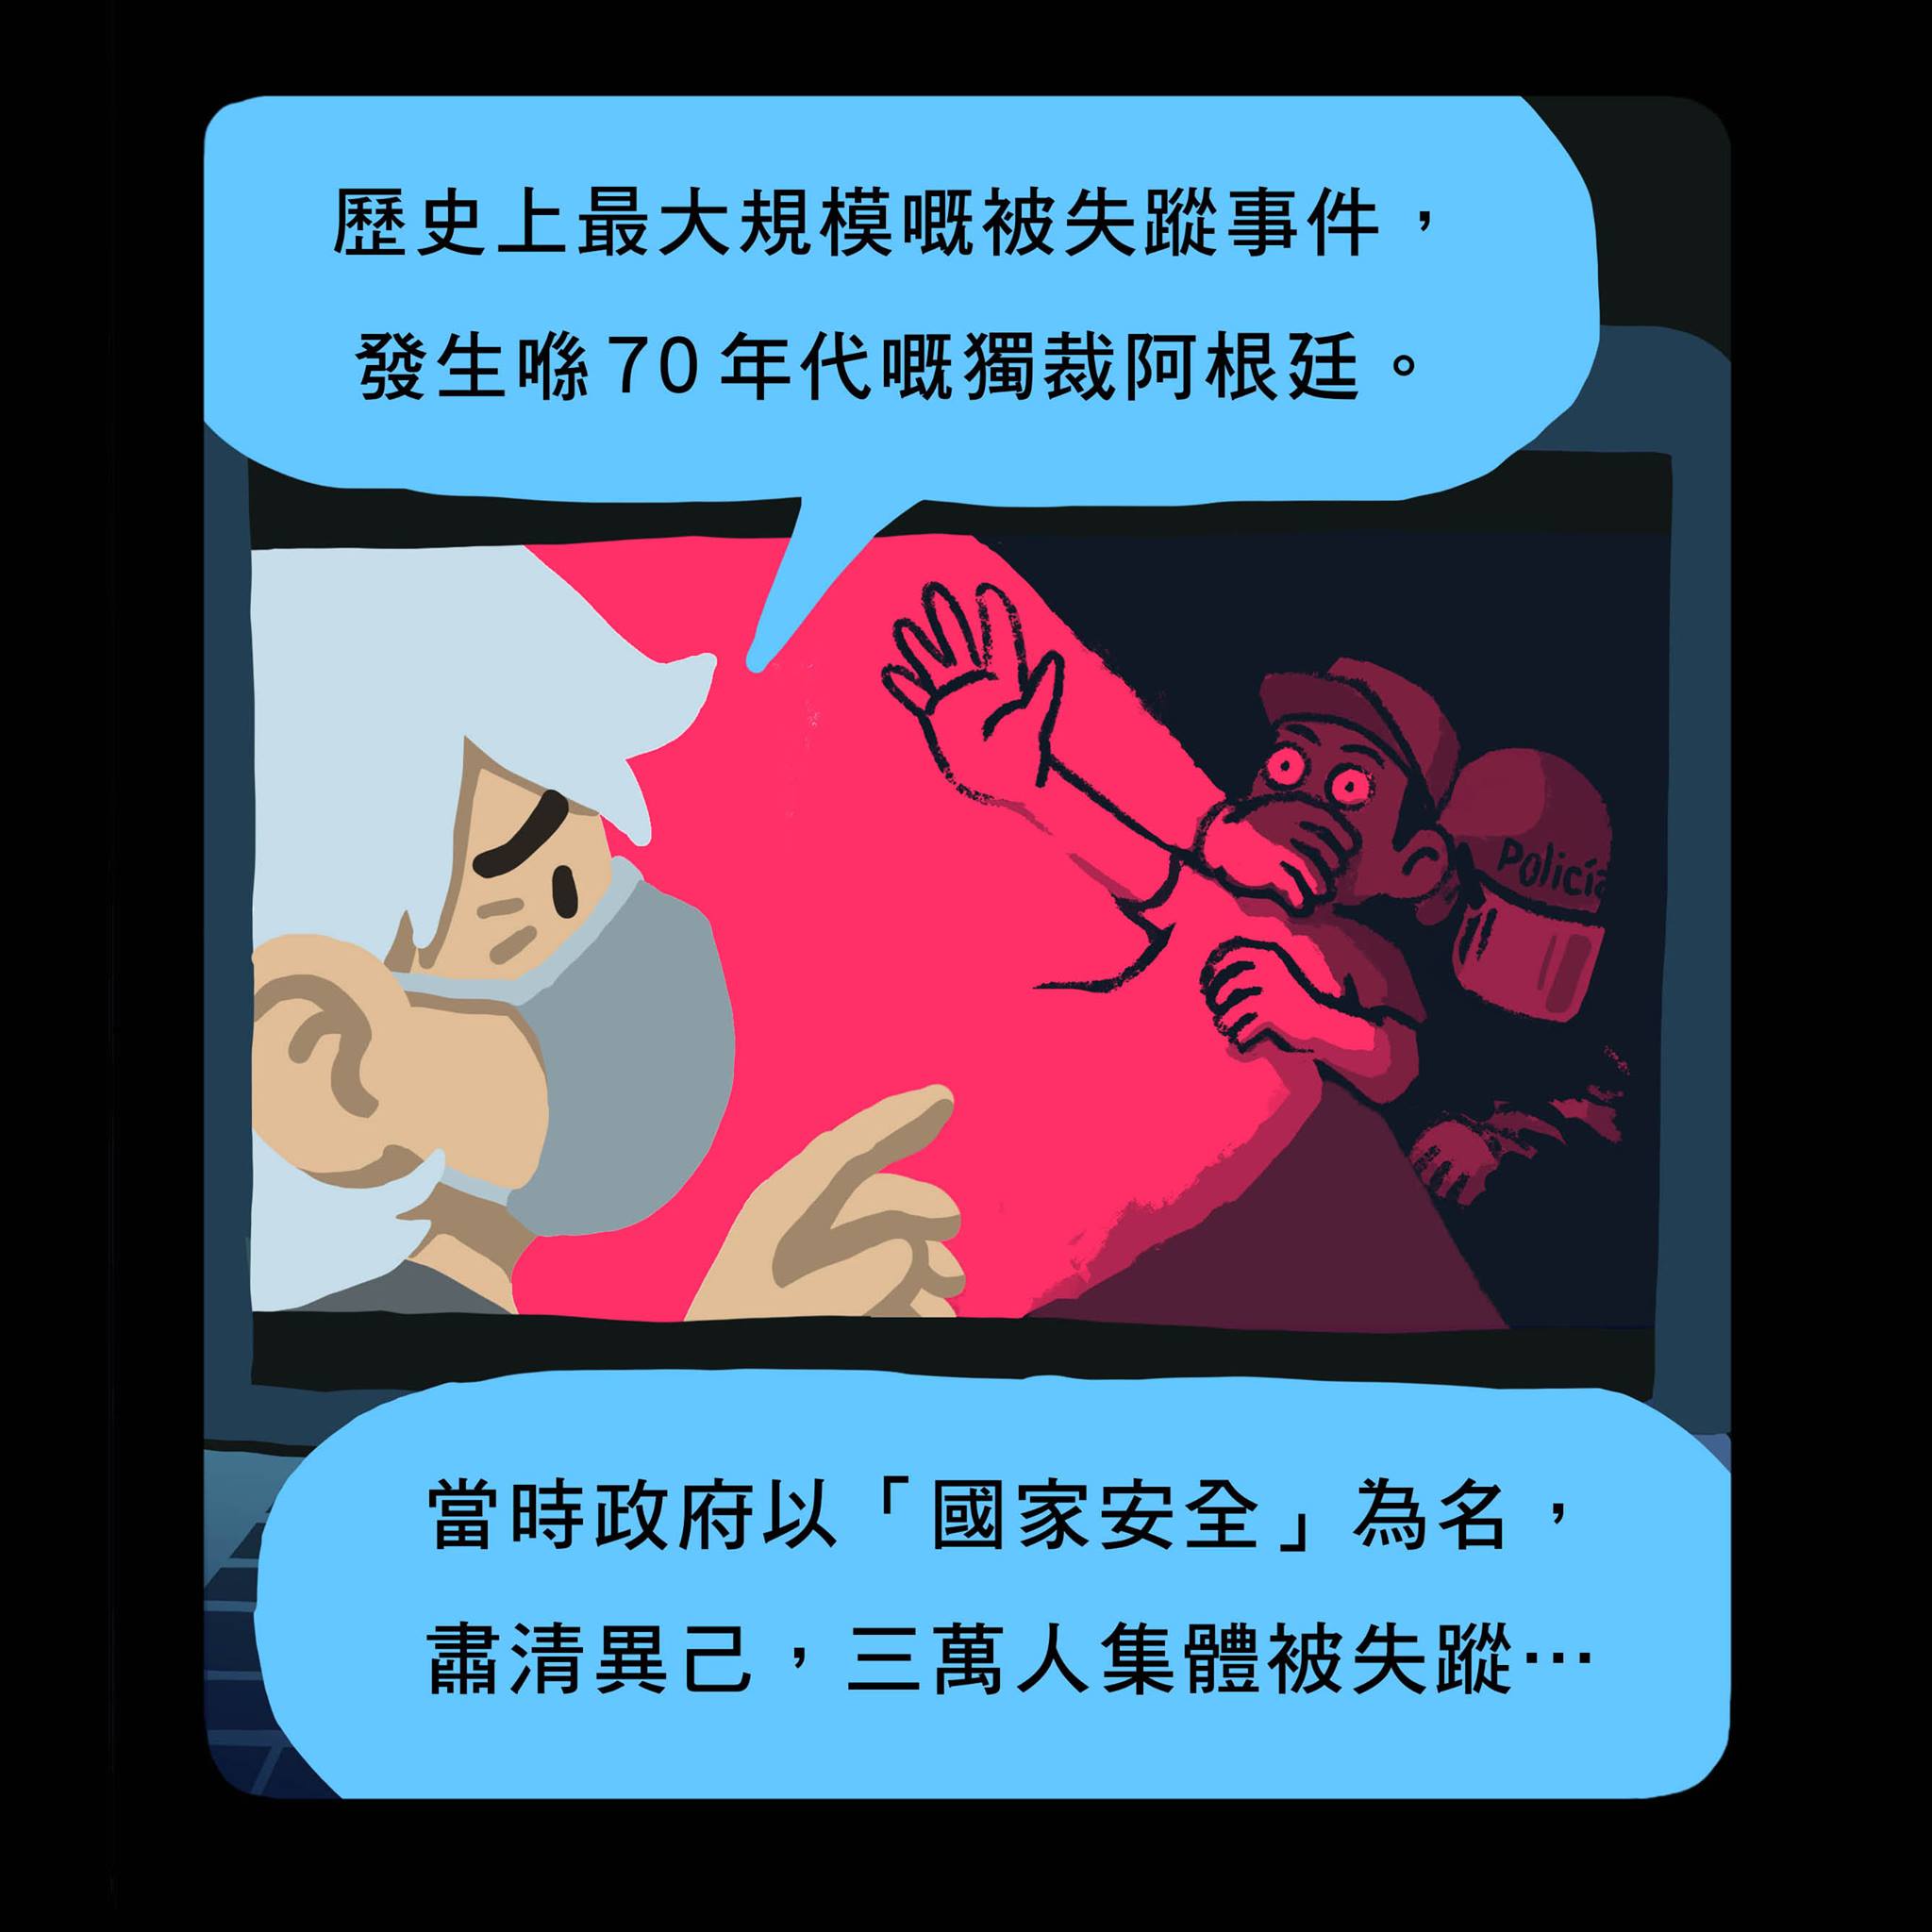 歷史上最大規模嘅被失蹤事件，
發生喺70年代嘅獨裁阿根廷。
Policía
當時政府以「國家安全」為名，
肅清異己，三萬人集體被失蹤…